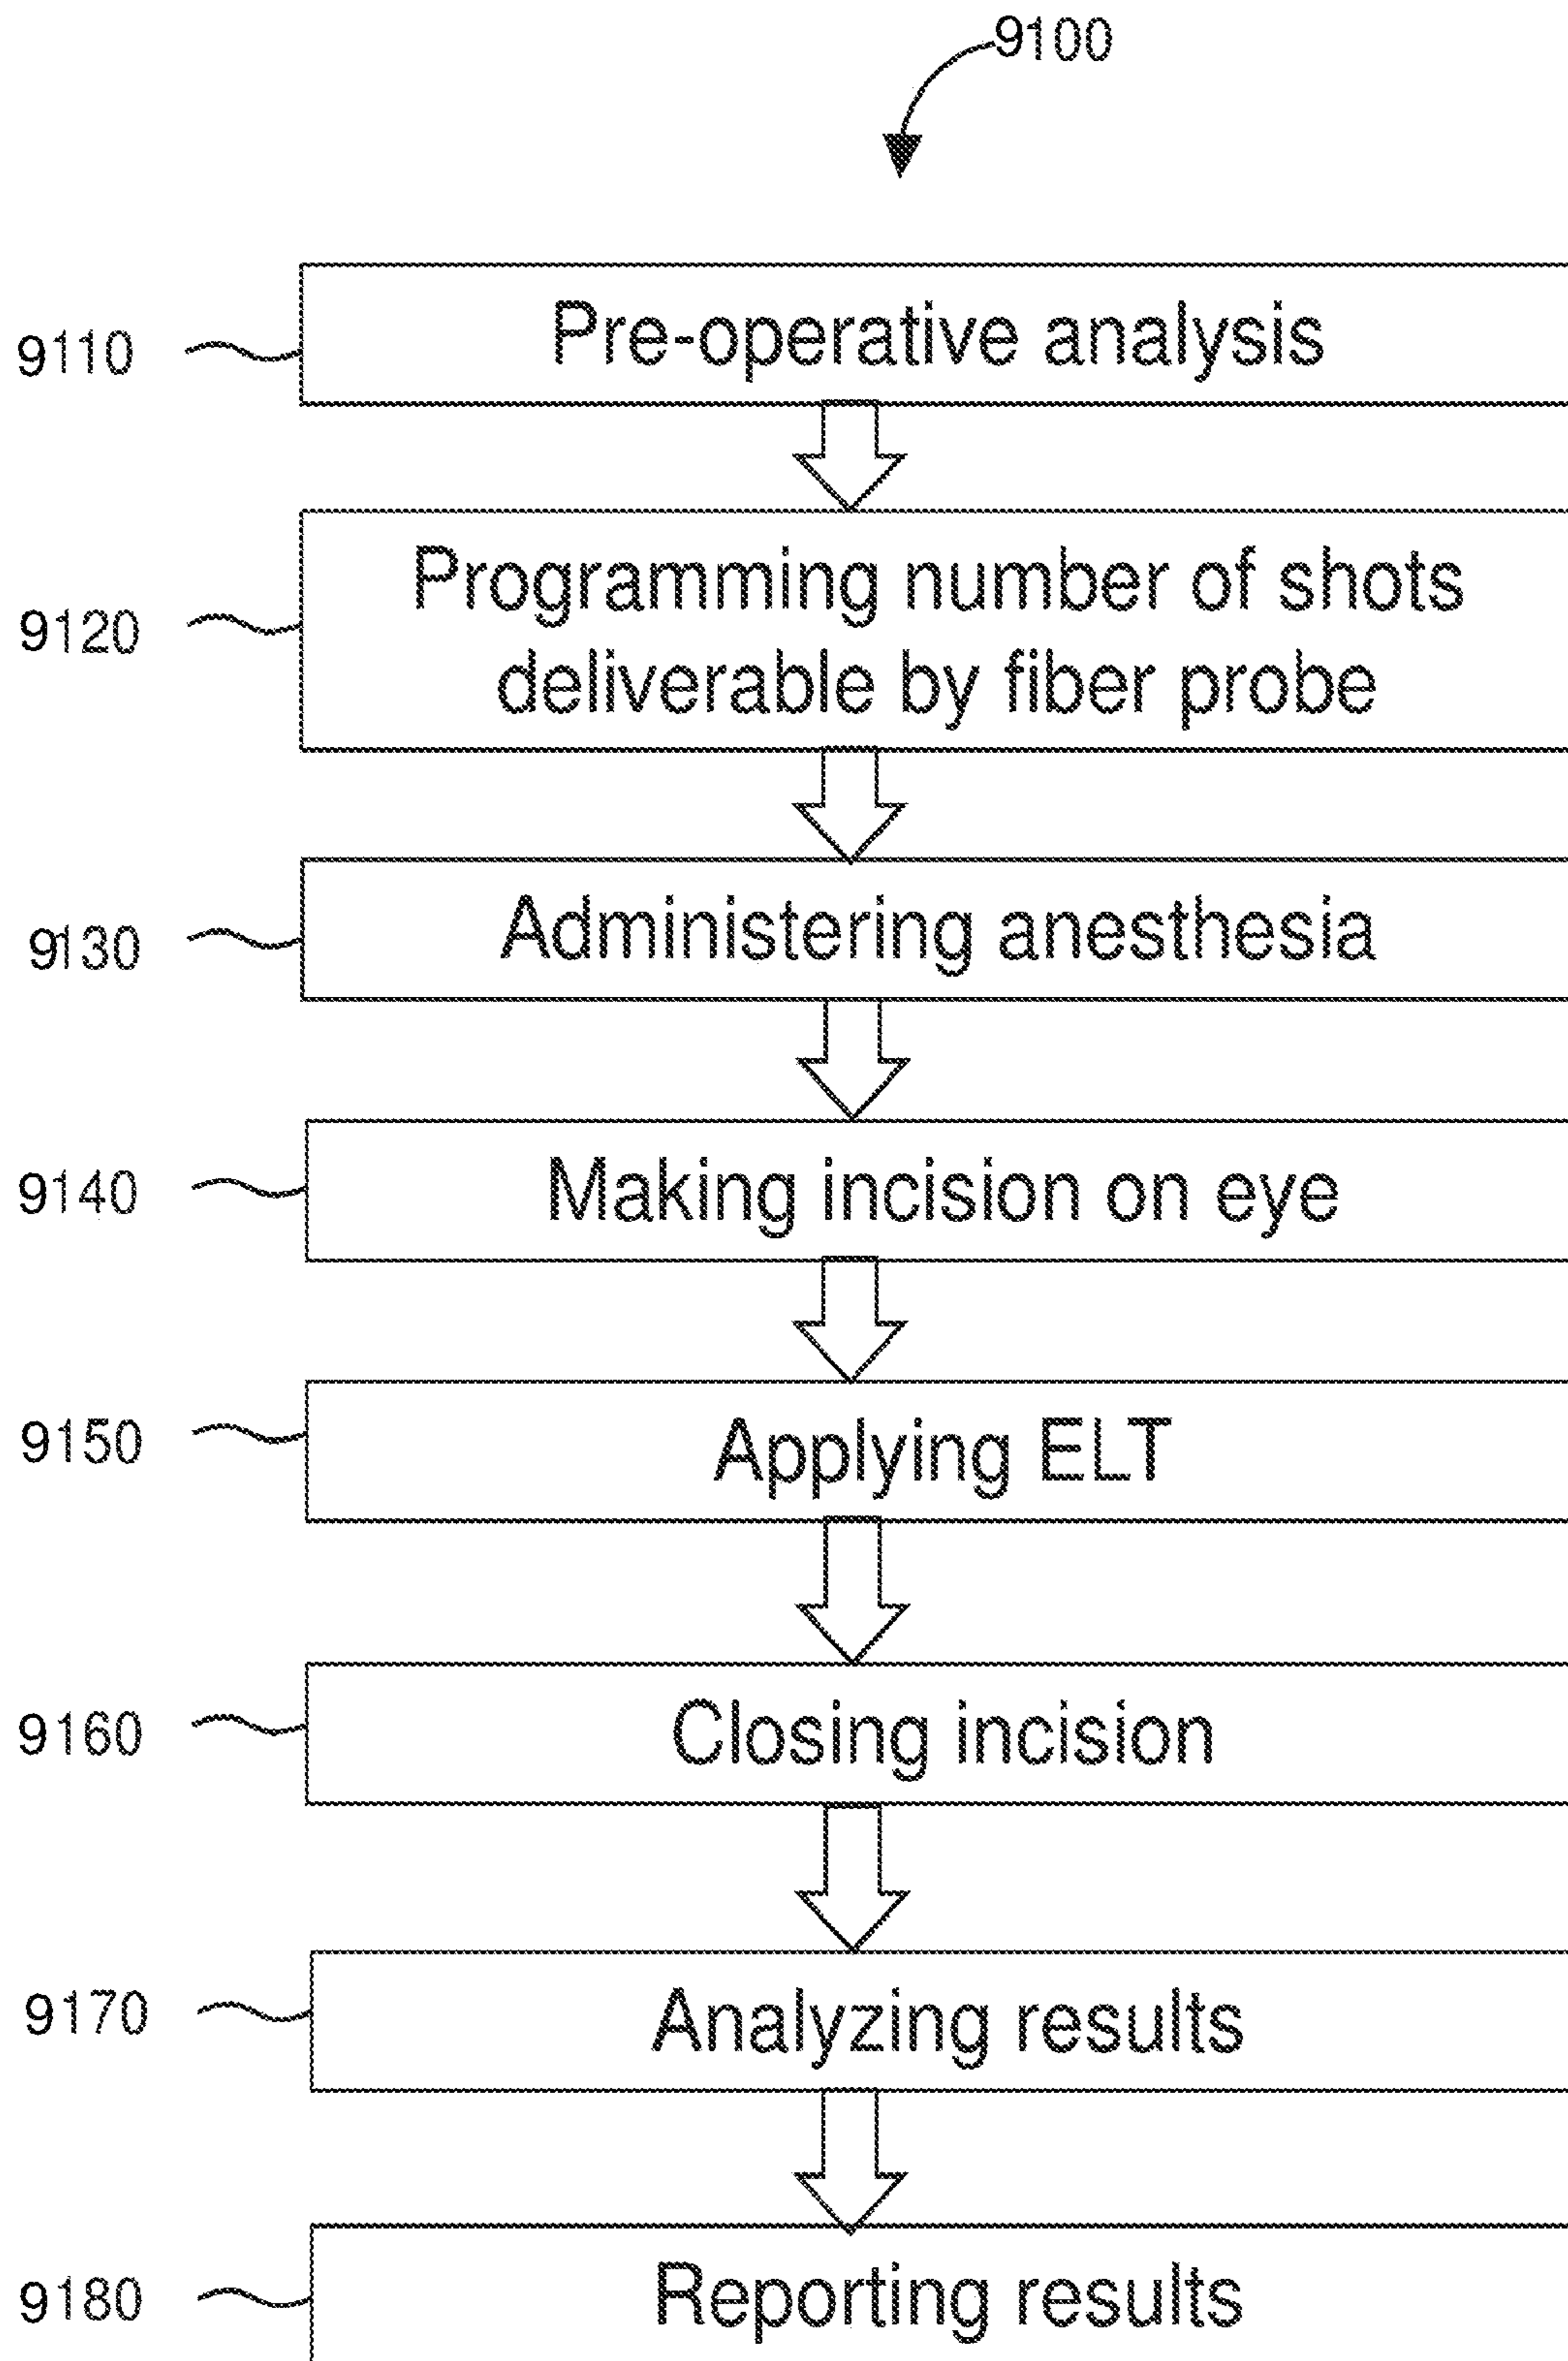 9100
9110 Pre-operative analysis
9120 Programming number of shots
deliverable by fiber probe
9130 Administering anesthesia
9140 Making incision on eye
9150 Applying ELT
9160 Closing incision
9170 Analyzing results
9180 Reporting results